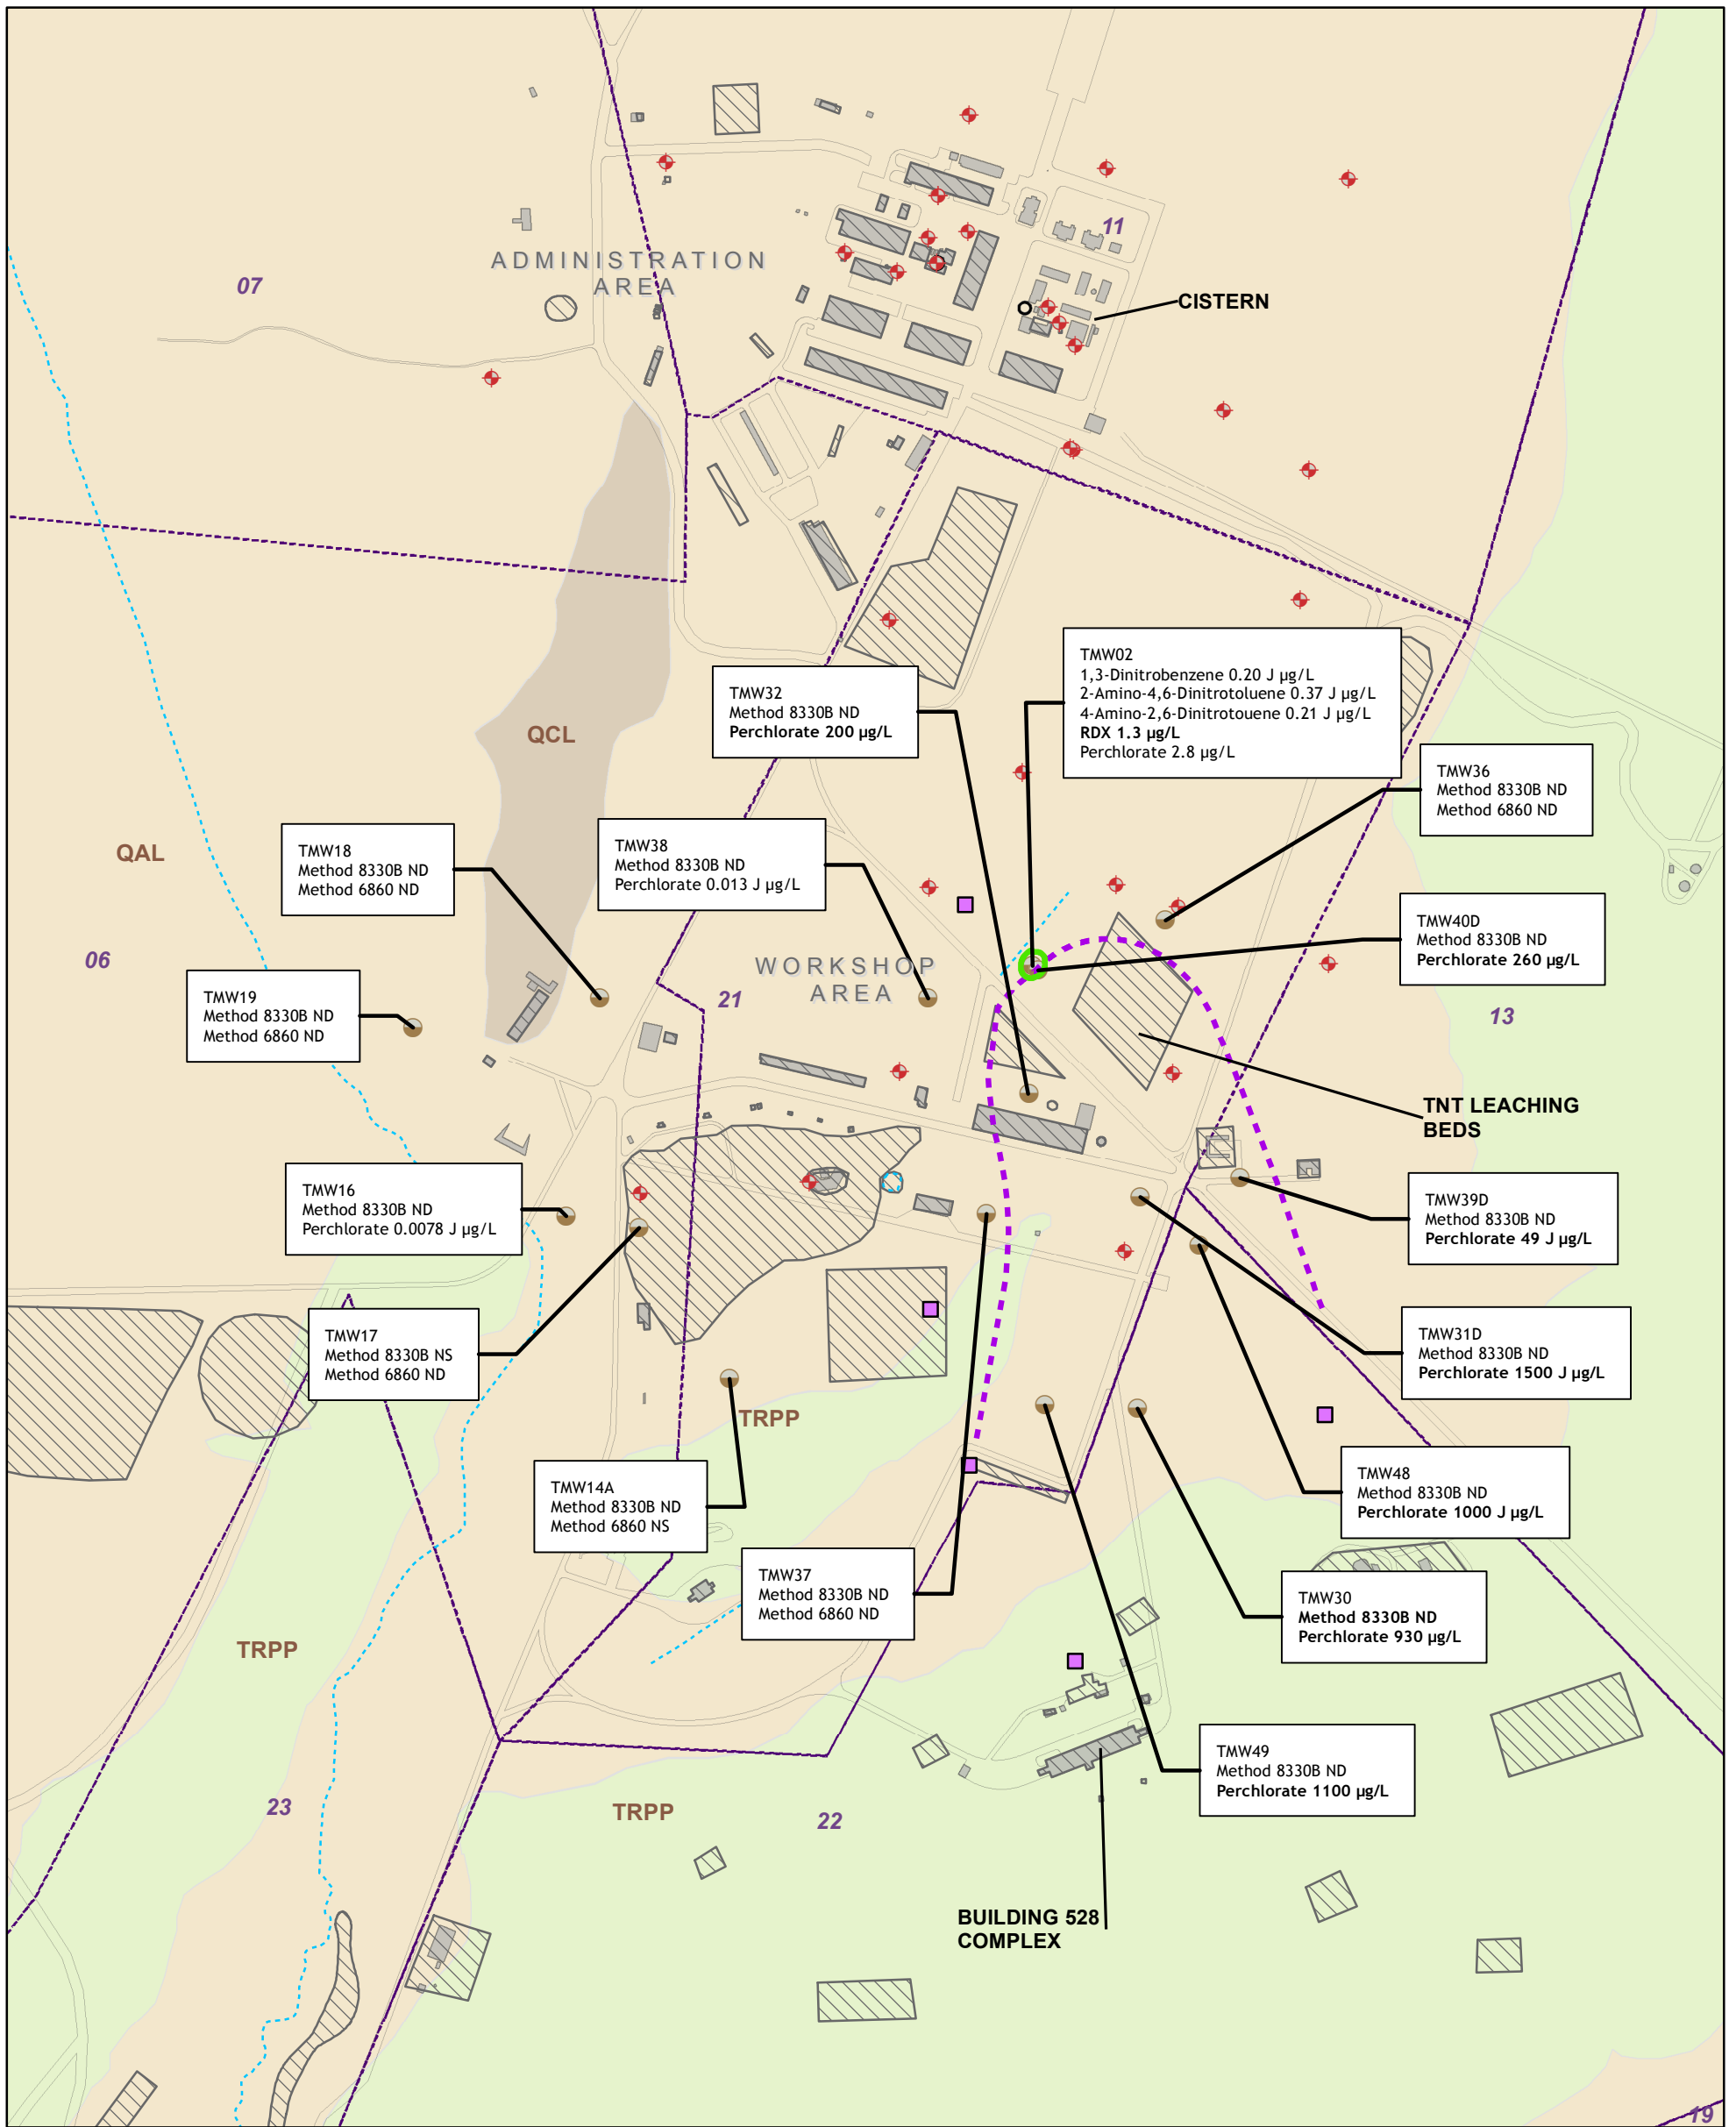 11
ADMINISTRATION
AREA
07
CISTERN
TMW02
1,3-Dinitrobenzene 0.20 J µg/L
2-Amino-4,6-Dinitrotoluene 0.37 J µg/L
4-Amino-2,6-Dinitrotouene 0.21 J µg/L
RDX 1.3 µg/L
Perchlorate 2.8 µg/L
TMW32
Method 8330B ND
Perchlorate 200 µg/L
QCL
TMW36
Method 8330B ND
Method 6860 ND
QAL
TMW18
Method 8330B ND
Method 6860 ND
TMW38
Method 8330B ND
Perchlorate 0.013 J µg/L
TMW40D
Method 8330B ND
Perchlorate 260 µg/L
06
WORKSHOP
AREA
21
13
TMW19
Method 8330B ND
Method 6860 ND
TNT LEACHING
BEDS
TMW16
Method 8330B ND
Perchlorate 0.0078 J µg/L
TMW39D
Method 8330B ND
Perchlorate 49 J µg/L
TMW17
Method 8330B NS
Method 6860 ND
TMW31D
Method 8330B ND
Perchlorate 1500 J µg/L
TRPP
TMW14A
Method 8330B ND
Method 6860 NS
TMW48
Method 8330B ND
Perchlorate 1000 J µg/L
TMW37
Method 8330B ND
Method 6860 ND
TMW30
Method 8330B ND
Perchlorate 930 µg/L
TRPP
TMW49
Method 8330B ND
Perchlorate 1100 µg/L
23
TRPP
22
BUILDING 528
COMPLEX
19